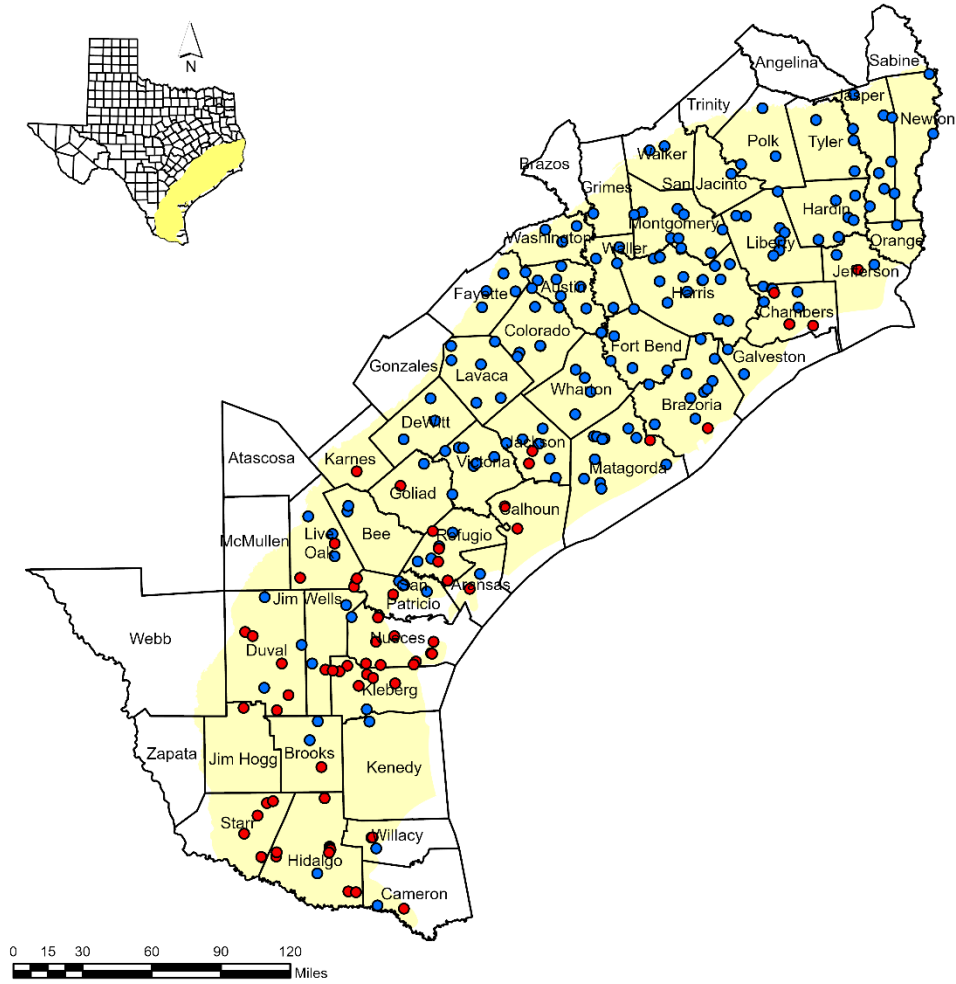 N
Sabine
Angelina
Jasper
Trinity
Newton
Polk
Tyler
Walker
Brazos
San Jacinto
Grimes
Hardin
Montgomery
Washington
Liberty
Orange
Waller
Jefferson
Austin
Fayette
Harris
Chambers
Colorado
Fort Bend
Galveston
Gonzales
Lavaca
Wharton
Brazoria
DeWitt
Jackson
Atascosa
Karnes
Victoria
Matagorda
Goliad
Calhoun
McMullen
Live
Oak
Bee
Refugio
Aransas
San
Patricio
Jim Wells
Webb
Nueces
Duval
Kleberg
Zapata
Jim Hogg
Brooks
Kenedy
Starr
Willacy
Hidalgo
Cameron
0 15 30 60 90 120
Miles